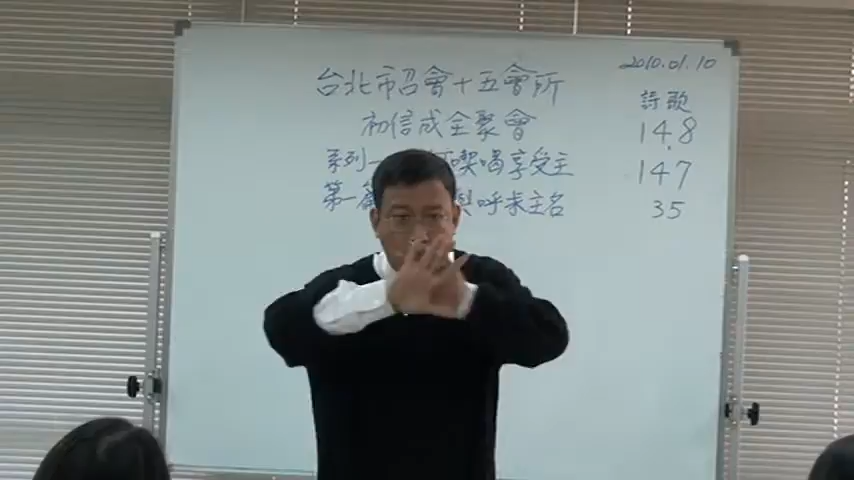 2010.01.10
台北市召會十五會所
初信成全聚會
系列一 喫喝享受主
第一篇 與呼求主名
詩歌
148
147
35